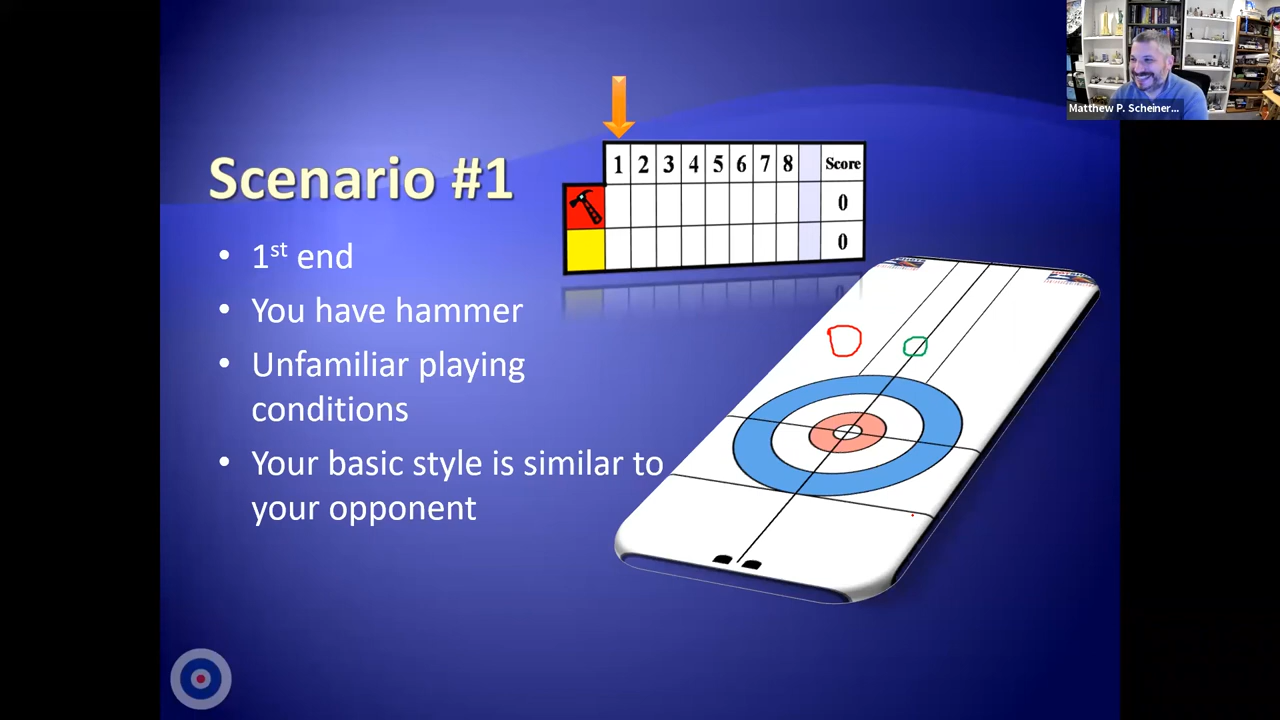 Matthew P. Scheiner...
Scenario #1
1 2 3 4 5 6 7 8 Score
0
0
• 1st end
• You have hammer
• Unfamiliar playing
conditions
• Your basic style is similar to
your opponent